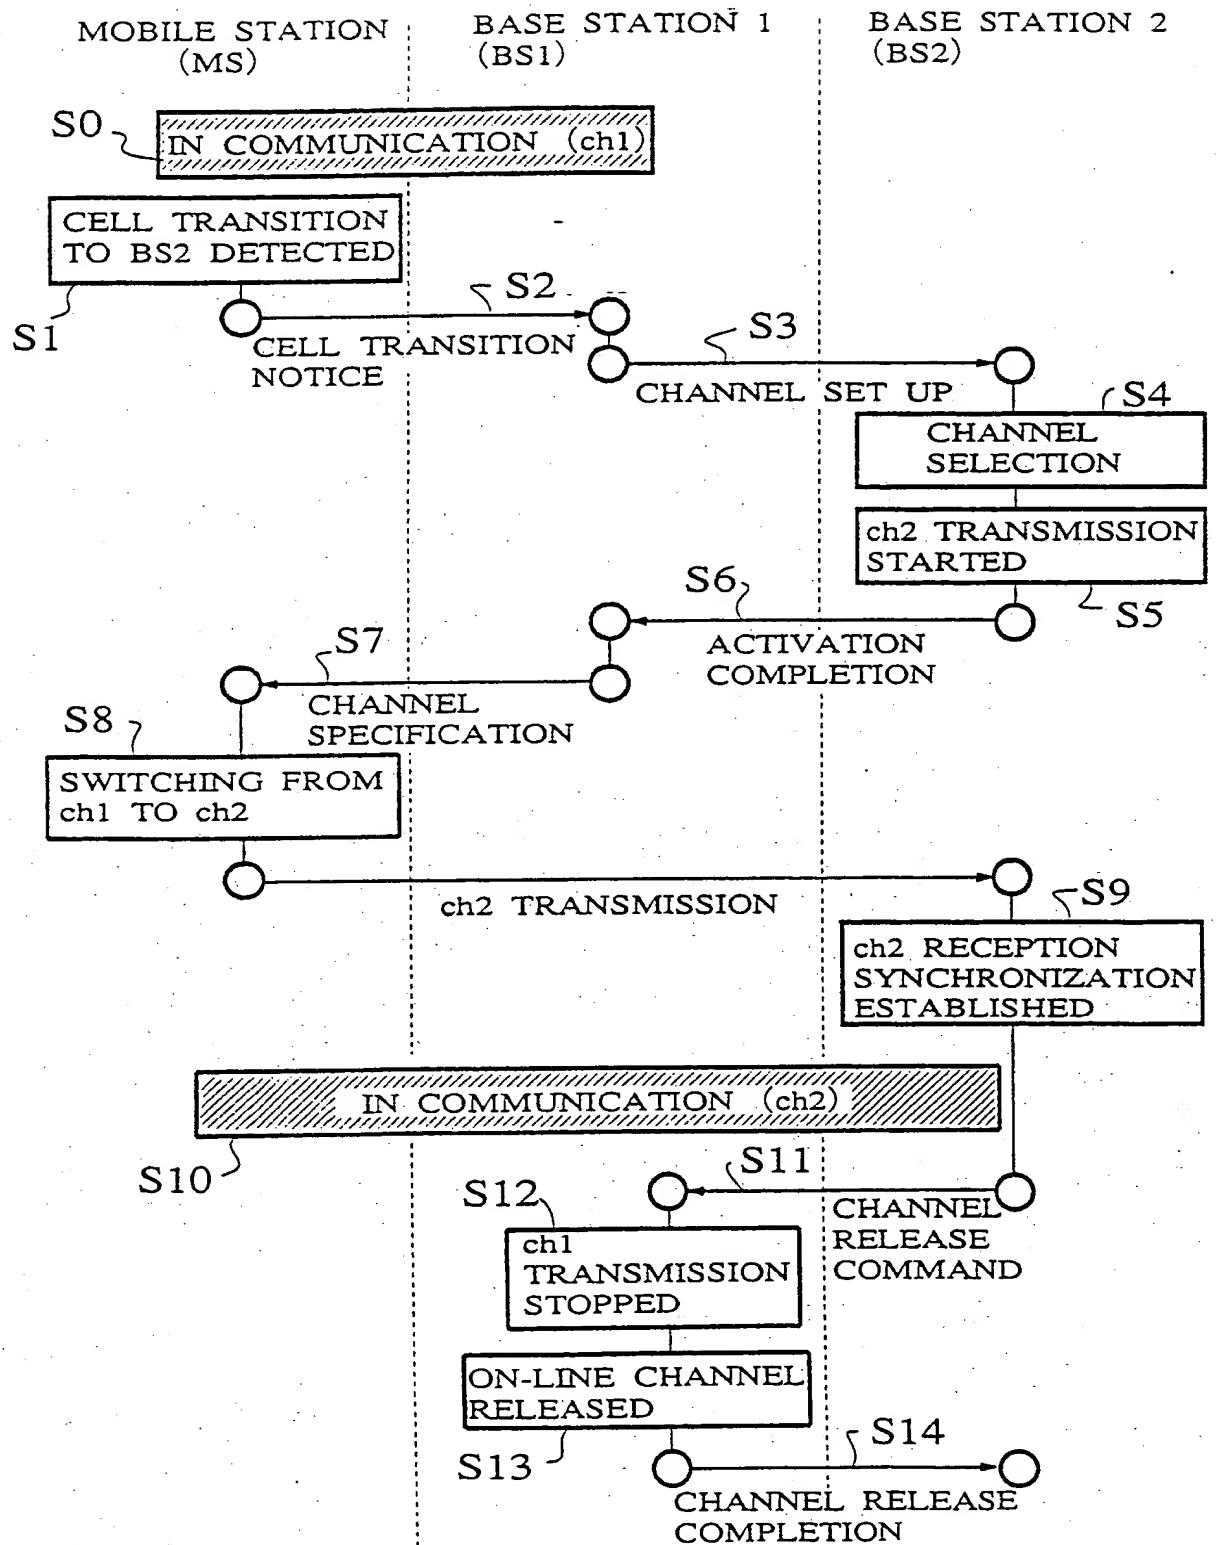 MOBILE STATION
(MS)
BASE STATION 1
(BS1)
BASE STATION 2
(BS2)
S0
IN COMMUNICATION (ch1)
CELL TRANSITION
TO BS2 DETECTED
S1
S2
CELL TRANSITION
NOTICE
S3
CHANNEL SET UP
S4
CHANNEL
SELECTION
ch2 TRANSMISSION
STARTED
S5
S6
ACTIVATION
COMPLETION
S7
CHANNEL
SPECIFICATION
S8
SWITCHING FROM
ch1 TO ch2
ch2 TRANSMISSION
S9
ch2 RECEPTION
SYNCHRONIZATION
ESTABLISHED
IN COMMUNICATION (ch2)
S10
S11
CHANNEL
RELEASE
COMMAND
S12
ch1
TRANSMISSION
STOPPED
ON-LINE CHANNEL
RELEASED
S13
S14
CHANNEL RELEASE
COMPLETION